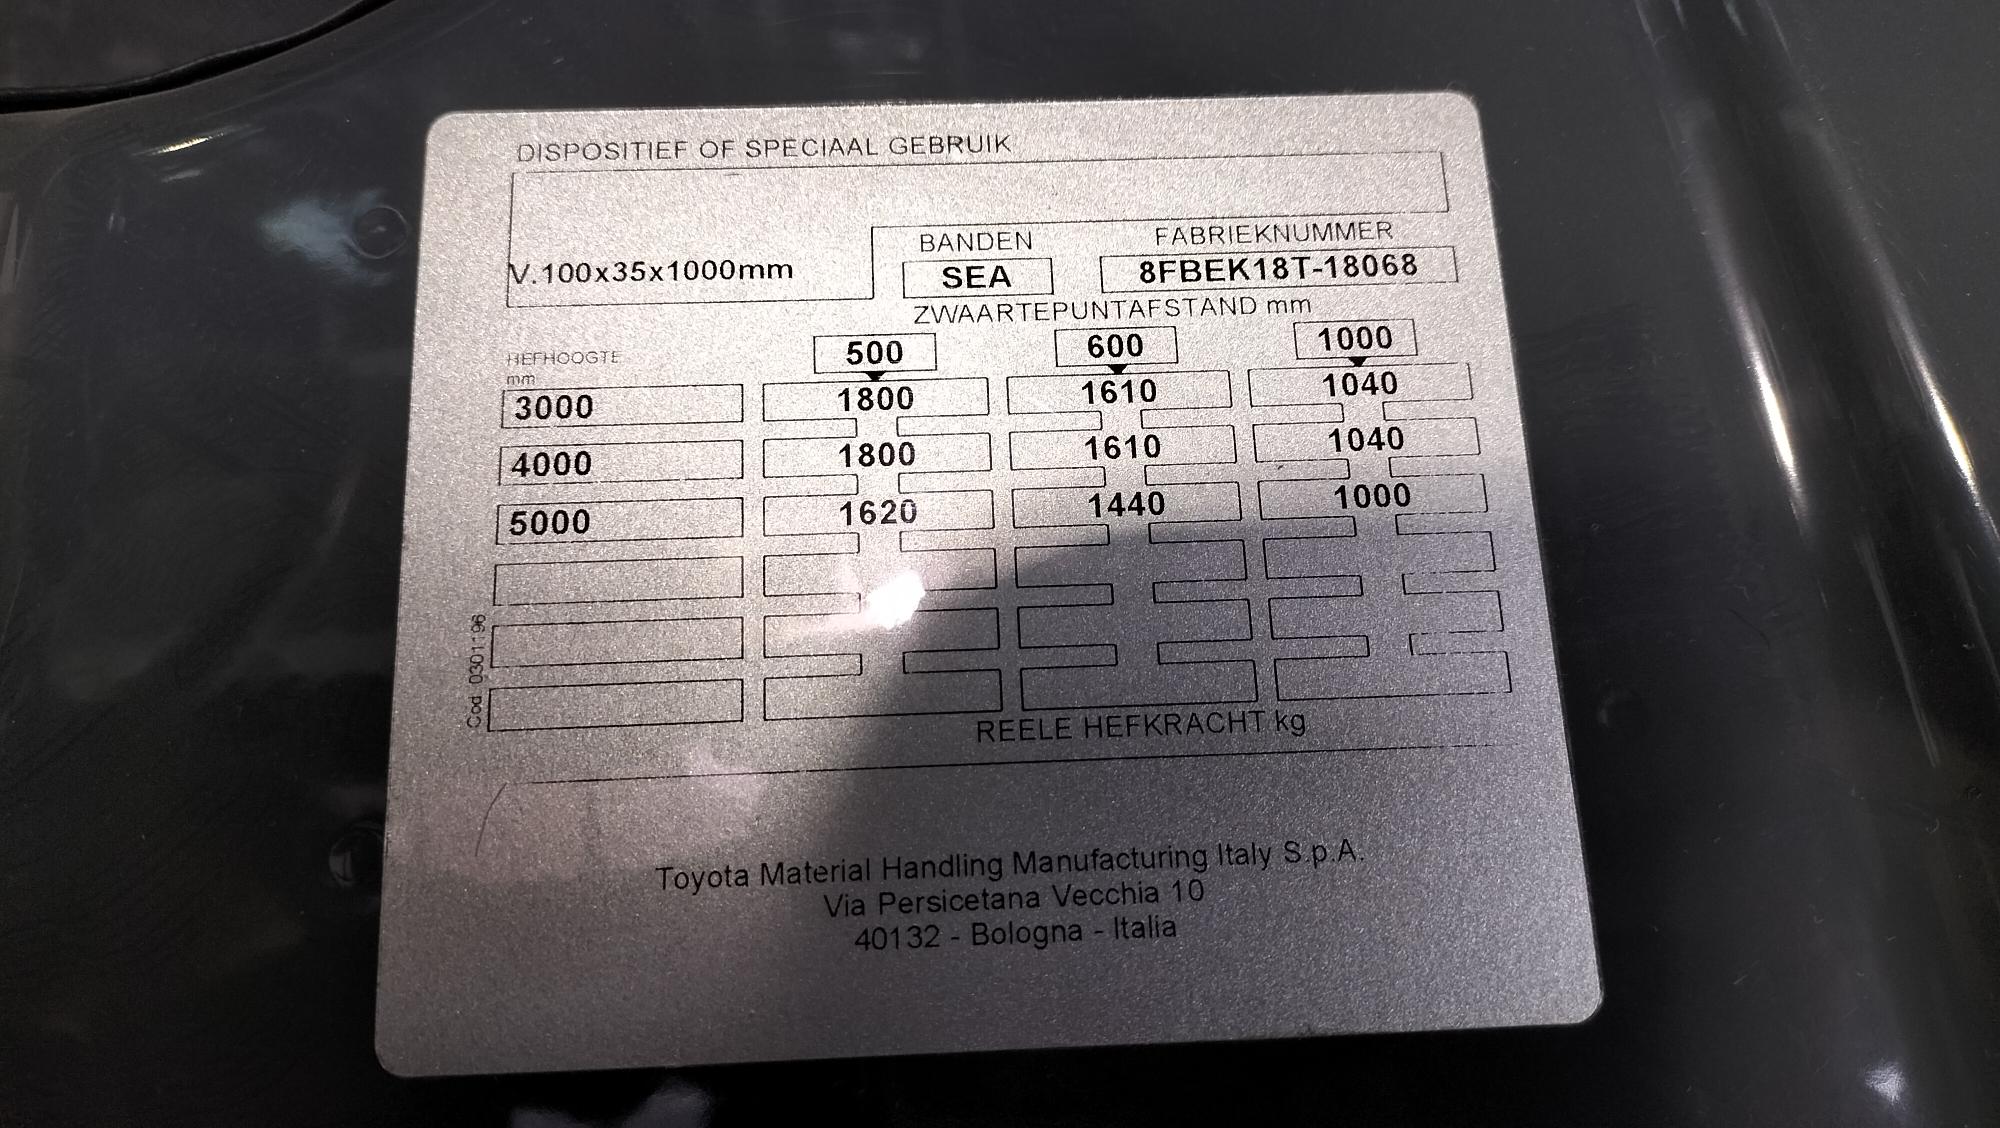 DISPOSITIEF OF SPECIAAL GEBRUIK
V.100x35x1000mm
BANDEN
SEA
FABRIEKNUMMER
8FBEK18T-18068
ZWAARTEPUNTAFSTAND mm
HEFHOOGTE
mm
500 600 1000
3000 1800 1610 1040
4000 1800 1610 1040
5000 1620 1440 1000
Cod 0301196
REELE HEFKRACHT kg
Toyota Material Handling Manufacturing Italy S.p.A.
Via Persicetana Vecchia 10
40132 - Bologna - Italia